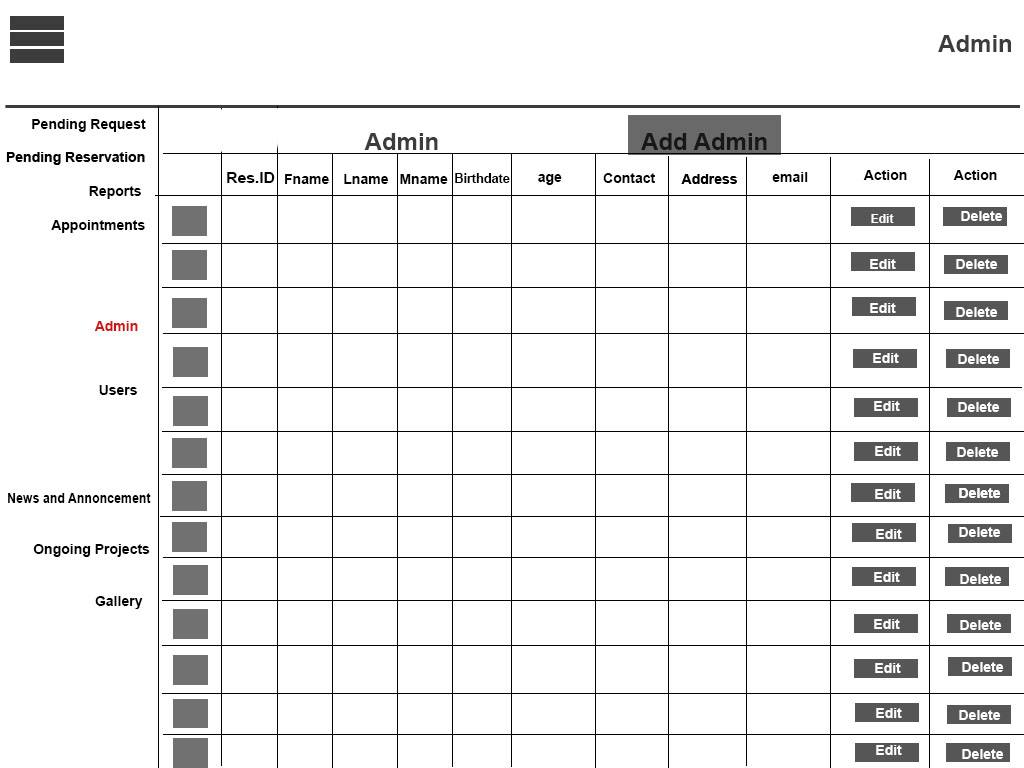 Admin
Pending Request
Pending Reservation
Reports
Appointments
Admin
Users
News and Annoncement
Ongoing Projects
Gallery
Admin Add Admin
Res.ID Fname Lname Mname Birthdate age Contact Address email Action Action
Edit Delete
Edit Delete
Edit Delete
Edit Delete
Edit Delete
Edit Delete
Edit Delete
Edit Delete
Edit Delete
Edit Delete
Edit Delete
Edit Delete
Edit Delete